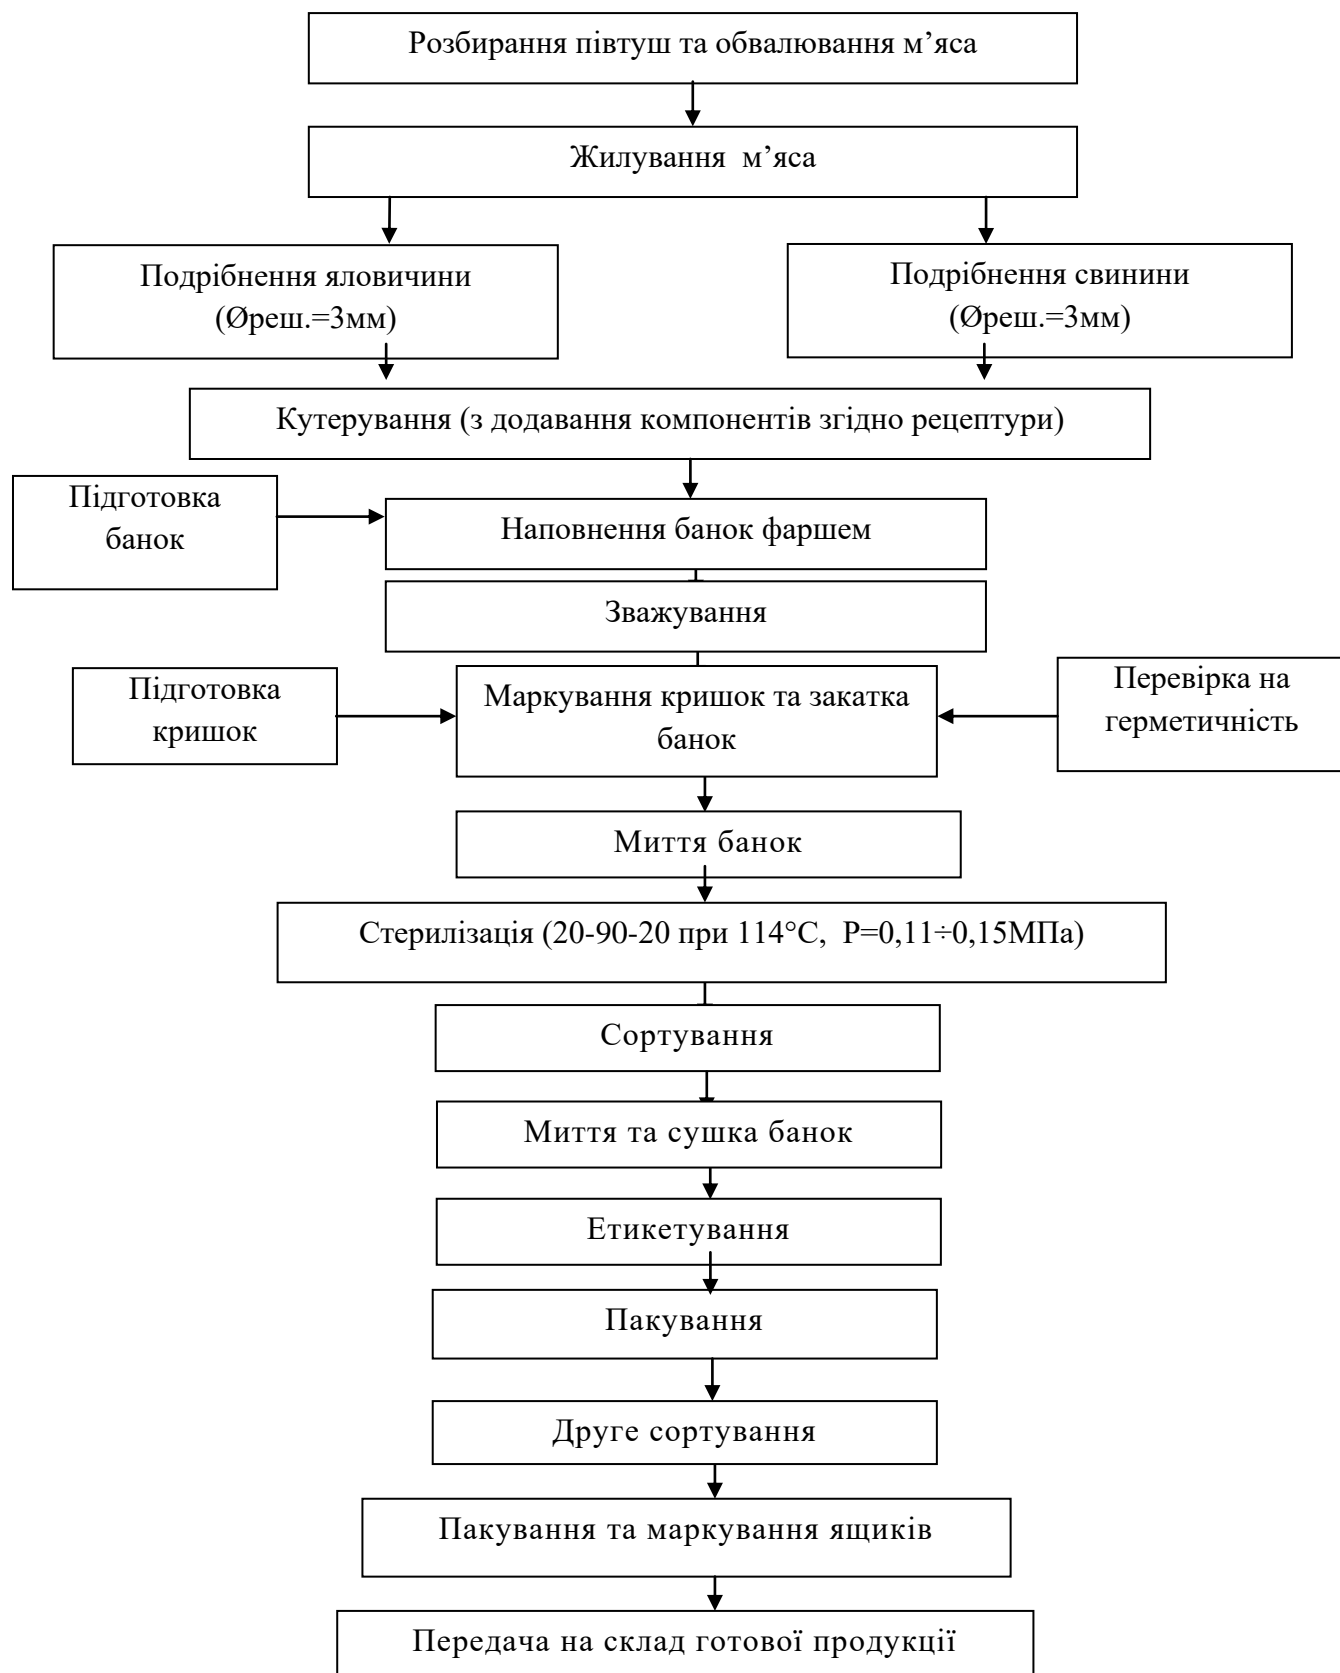 Розбирання півтуш та обвалювання м’яса
Жилування м’яса
Подрібнення яловичини
(Øреш.=3мм)
Подрібнення свинини
(Øреш.=3мм)
Кутерування (з додавання компонентів згідно рецептури)
Підготовка
банок
Наповнення банок фаршем
Зважування
Підготовка
кришок
Маркування кришок та закатка
банок
Перевірка на
герметичність
Миття банок
Стерилізація (20-90-20 при 114°С, Р=0,11÷0,15МПа)
Сортування
Миття та сушка банок
Етикетування
Пакування
Друге сортування
Пакування та маркування ящиків
Передача на склад готової продукції